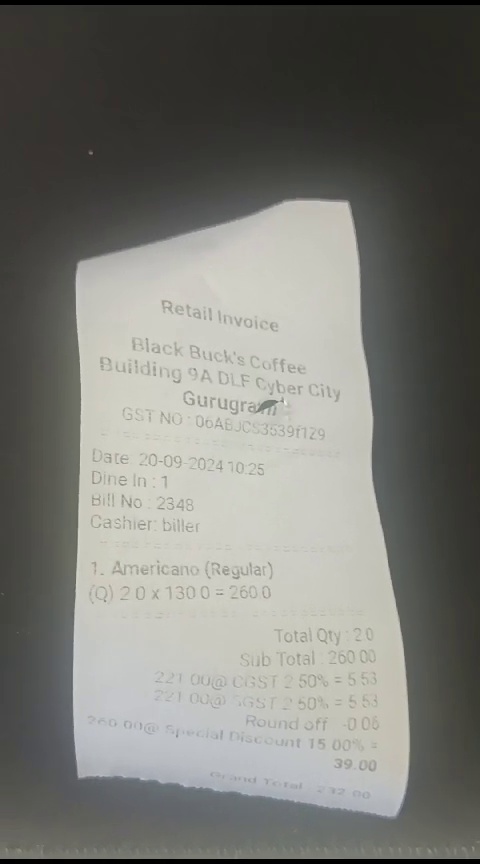 Retail Invoice
Black Buck's Coffee
Building 9A DLF Cyber City
Gurugram
GST NO : 06ABJCS3539f1Z9
Date: 20-09-2024 10:25
Dine In : 1
Bill No : 2348
Cashier: biller
1. Americano (Regular)
(Q) 2.0 x 130.0 = 260.0
Total Qty : 2.0
Sub Total : 260.00
221.00@ CGST 2.50% = 5.53
221.00@ SGST 2.50% = 5.53
Round off -0.06
260.00@ Special Discount 15.00% =
39.00
Grand Total : 232.00